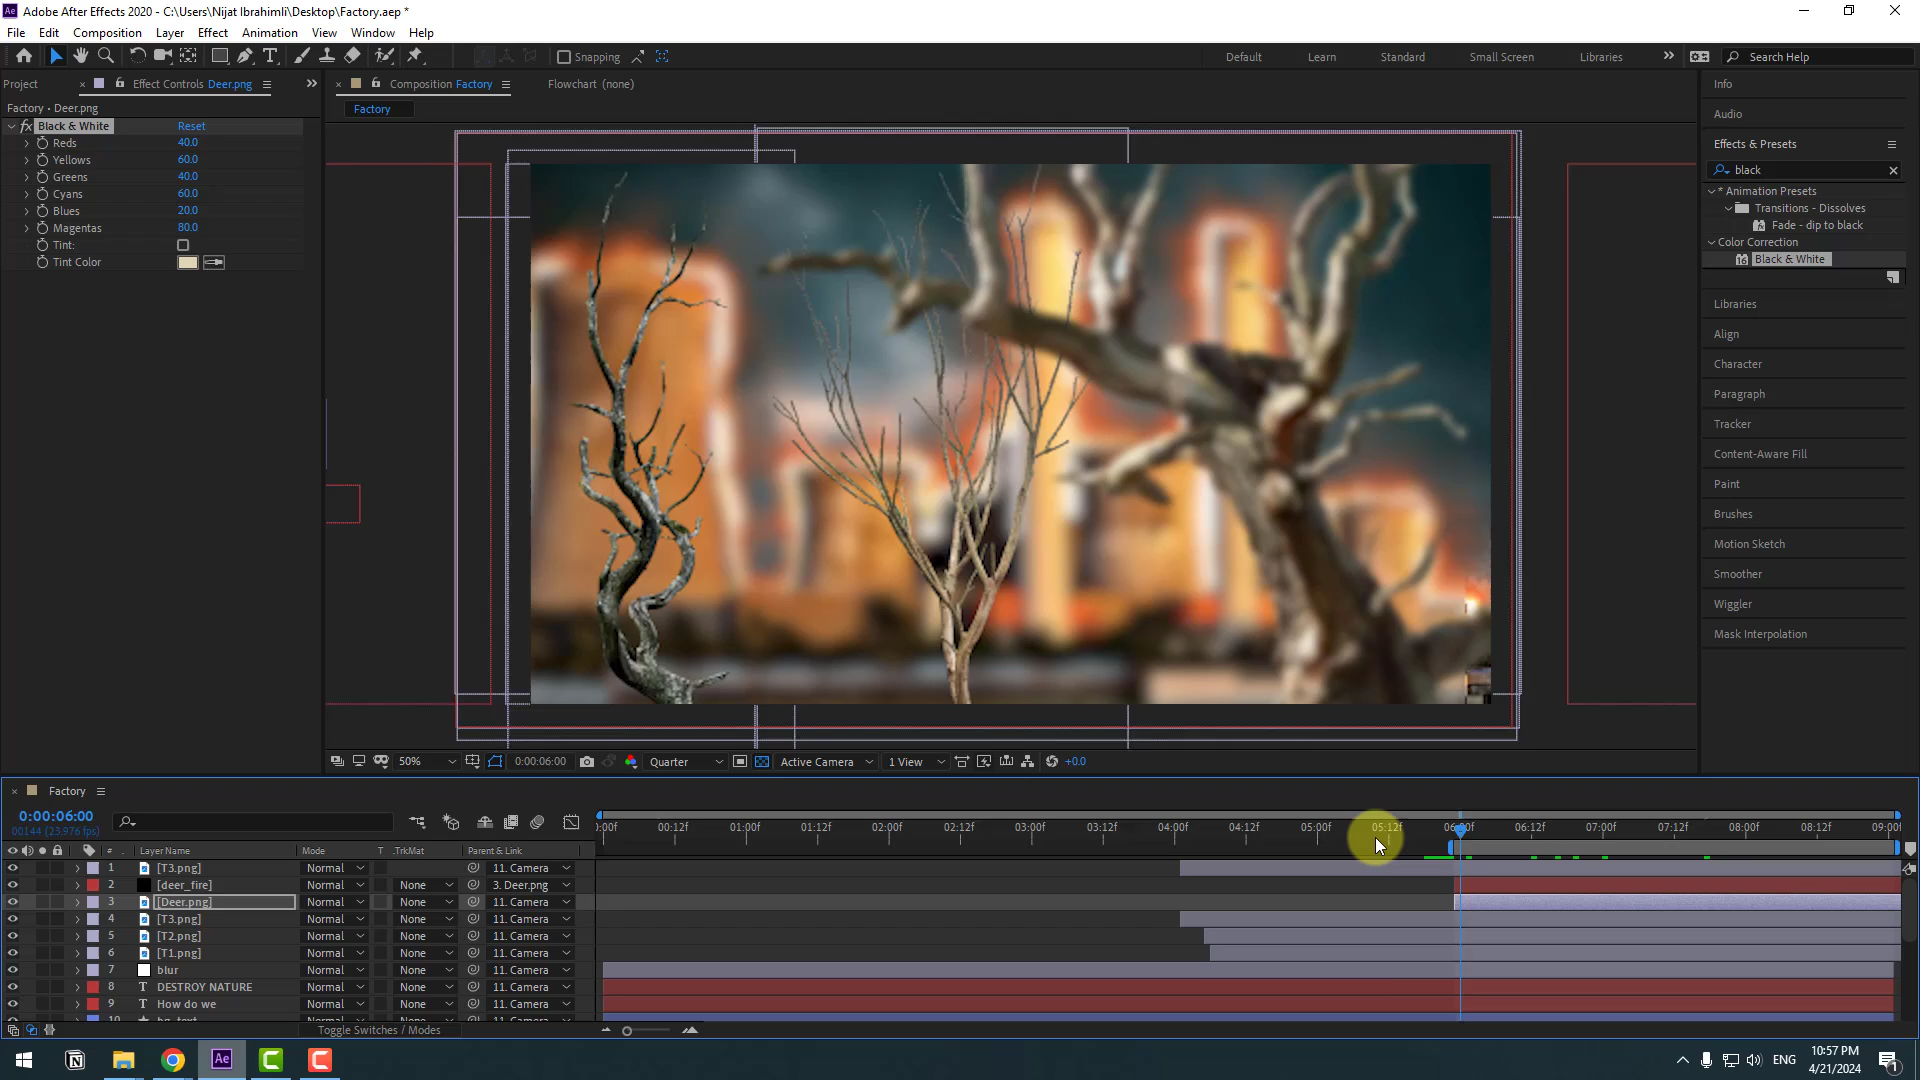 Adobe After Effects 2020 - C:\Users\Nijat Ibrahimli\Desktop\Factory.aep *
File Edit Composition Layer Effect Animation View Window Help
Snapping
Default Learn Standard Small Screen Libraries Search Help
Project Effect Controls Deer.png
Composition Factory Flowchart (none)
Factory • Deer.png
Factory
fx Black & White Reset
Reds 40.0
Yellows 60.0
Greens 40.0
Cyans 60.0
Blues 20.0
Magentas 80.0
Tint:
Tint Color
Info
Audio
Effects & Presets
black
* Animation Presets
Transitions - Dissolves
Fade - dip to black
Color Correction
Black & White
Libraries
Align
Character
Paragraph
Tracker
Content-Aware Fill
Paint
Brushes
Motion Sketch
Smoother
Wiggler
Mask Interpolation
50% 0:00:06:00 Quarter Active Camera 1 View +0.0
Factory
0:00:06:00
00144 (23.976 fps)
:00f 00:12f 01:00f 01:12f 02:00f 02:12f 03:00f 03:12f 04:00f 04:12f 05:00f 05:12f 06:00f 06:12f 07:00f 07:12f 08:00f 08:12f 09:00f
# Layer Name Mode T .TrkMat Parent & Link
1 [T3.png] Normal 11. Camera
2 [deer_fire] Normal None 3. Deer.png
3 [Deer.png] Normal None 11. Camera
4 [T3.png] Normal None 11. Camera
5 [T2.png] Normal None 11. Camera
6 [T1.png] Normal None 11. Camera
7 blur Normal None 11. Camera
8 T DESTROY NATURE Normal None 11. Camera
9 T How do we Normal None 11. Camera
10 bg_text
Toggle Switches / Modes
Ae
ENG
10:57 PM
4/21/2024
1